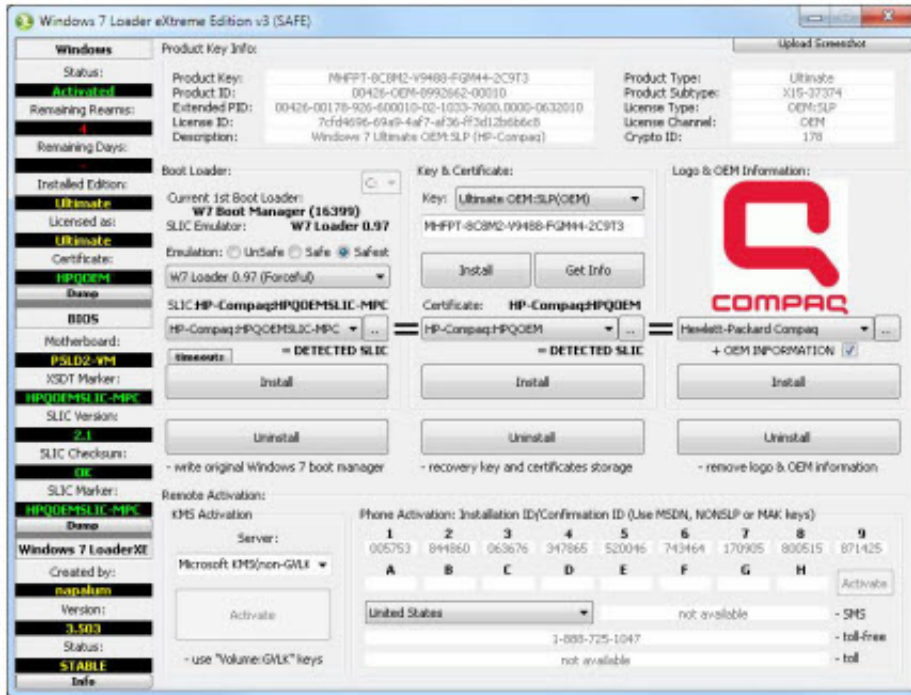 Windows 7 Loader eXtreme Edition v3 (SAFE)
Upload Screenshot
Windows
Status:
Activated
Remaining Rearms:
4
Remaining Days:
-
Installed Edition:
Ultimate
Licensed as:
Ultimate
Certificate:
HPQOEM
Dump
BIOS
Motherboard:
P5LD2-VM
XSDT Marker:
HPQOEMSLIC-MPC
SLIC Version:
2.1
SLIC Checksum:
OK
SLIC Marker:
HPQOEMSLIC-MPC
Dump
Windows 7 LoaderXE
Created by:
napalum
Version:
3.503
Status:
STABLE
Info
Product Key Info:
Product Key: MHFPT-8C8M2-V9488-FGM44-2C9T3
Product ID: 00426-OEM-8992662-00010
Extended PID: 00426-00178-926-600010-02-1033-7600.0000-0632010
License ID: 7cfd4696-69a9-4af7-af36-ff3d12b6b6c8
Description: Windows 7 Ultimate OEM:SLP (HP-Compaq)
Product Type: Ultimate
Product Subtype: X15-37374
License Type: OEM:SLP
License Channel: OEM
Crypto ID: 178
Boot Loader:
C:
Current 1st Boot Loader:
W7 Boot Manager (16399)
SLIC Emulator: W7 Loader 0.97
Emulation: UnSafe Safe Safest
W7 Loader 0.97 (Forceful)
SLIC:HP-Compaq:HPQOEMSLIC-MPC
HP-Compaq:HPQOEMSLIC-MPC ..
timeouts = DETECTED SLIC
Install
Uninstall
- write original Windows 7 boot manager
Key & Certificate:
Key: Ultimate OEM:SLP(OEM)
MHFPT-8C8M2-V9488-FGM44-2C9T3
Install Get Info
Certificate: HP-Compaq:HPQOEM
= HP-Compaq:HPQOEM ..
= DETECTED SLIC
Install
Uninstall
- recovery key and certificates storage
Logo & OEM Information:
COMPAQ
= Hewlett-Packard Compaq ..
+ OEM INFORMATION
Install
Uninstall
- remove logo & OEM information
Remote Activation:
KMS Activation
Server:
Microsoft KMS(non-GVLK
Activate
- use "Volume:GVLK" keys
Phone Activation: Installation ID/Confirmation ID (Use MSDN, NONSLP or MAK keys)
1 2 3 4 5 6 7 8 9
005753 844860 063676 347865 520046 743464 170905 800515 871425
A B C D E F G H
Activate
United States not available - SMS
1-888-725-1047 - toll-free
not available - toll